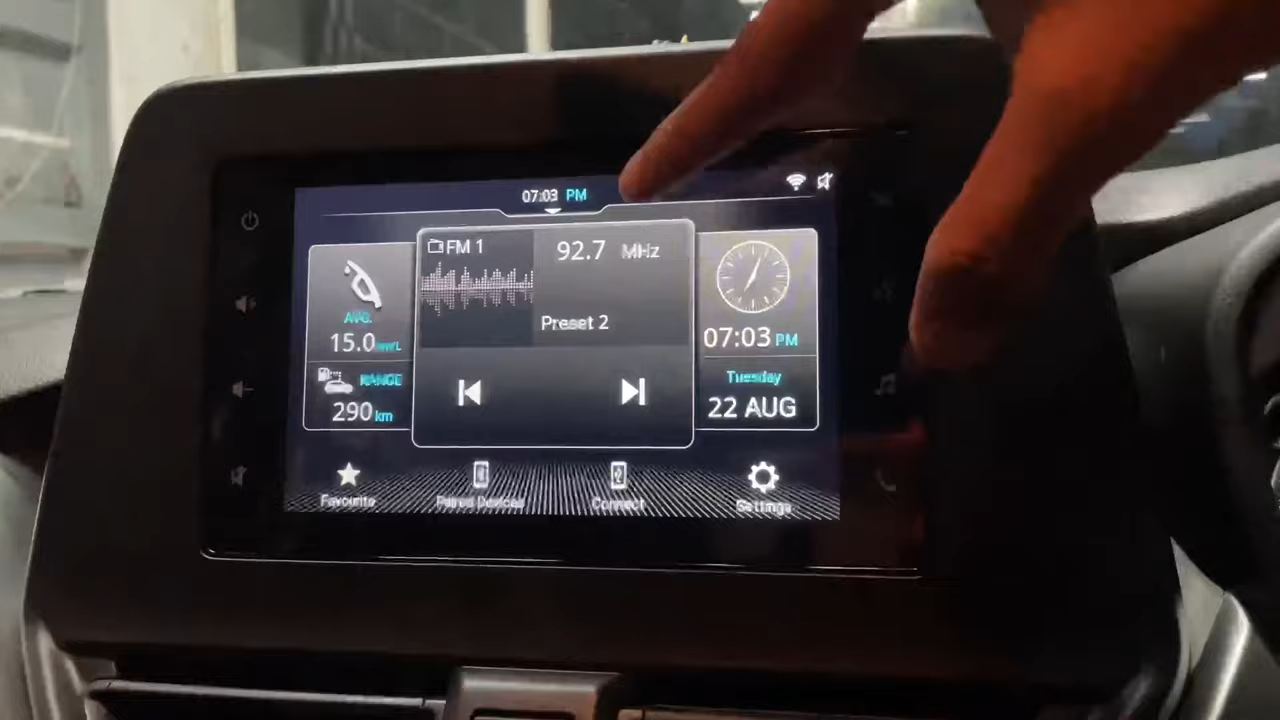 07:03 PM
FM 1
92.7 MHz
Preset 2
AVG.
15.0 km/L
RANGE
290 km
07:03 PM
Tuesday
22 AUG
Favourite
Paired Devices
Connect
Settings